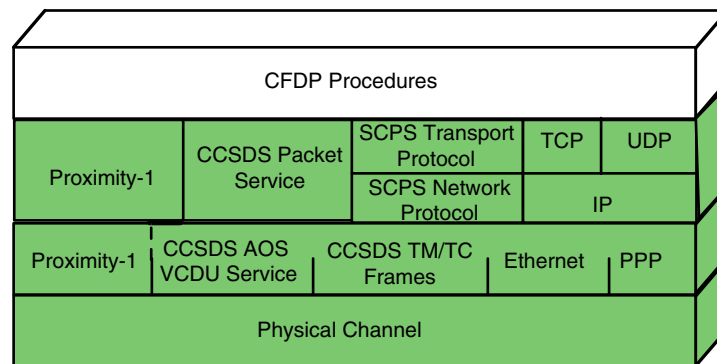 CFDP Procedures
Proximity-1
CCSDS Packet
Service
SCPS Transport
Protocol
TCP
UDP
SCPS Network
Protocol
IP
Proximity-1
CCSDS AOS
VCDU Service
CCSDS TM/TC
Frames
Ethernet
PPP
Physical Channel